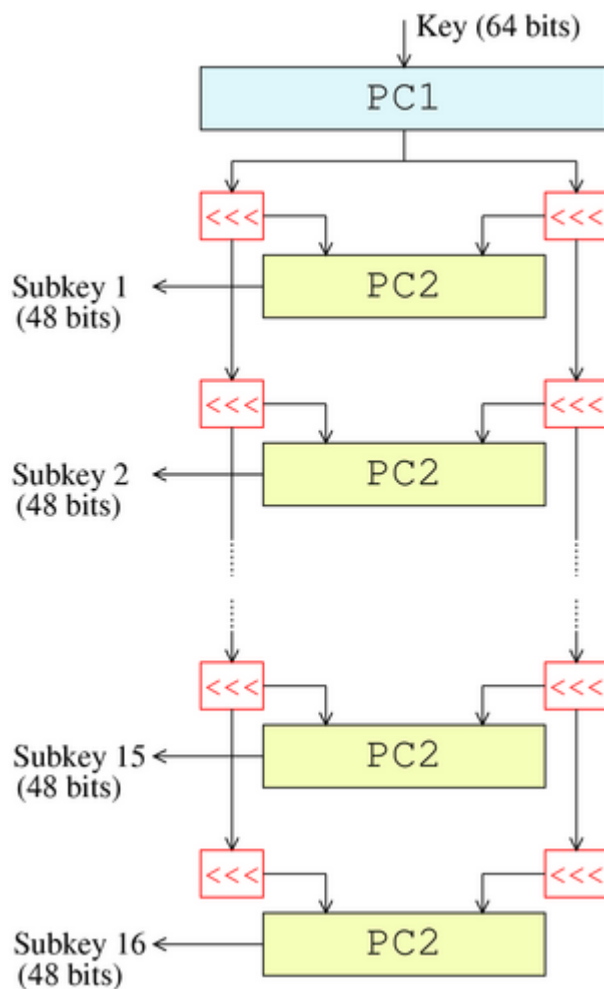 Key (64 bits)
PC1
<<< <<<
PC2
Subkey 1
(48 bits)
<<< <<<
PC2
Subkey 2
(48 bits)
<<< <<<
PC2
Subkey 15
(48 bits)
<<< <<<
PC2
Subkey 16
(48 bits)